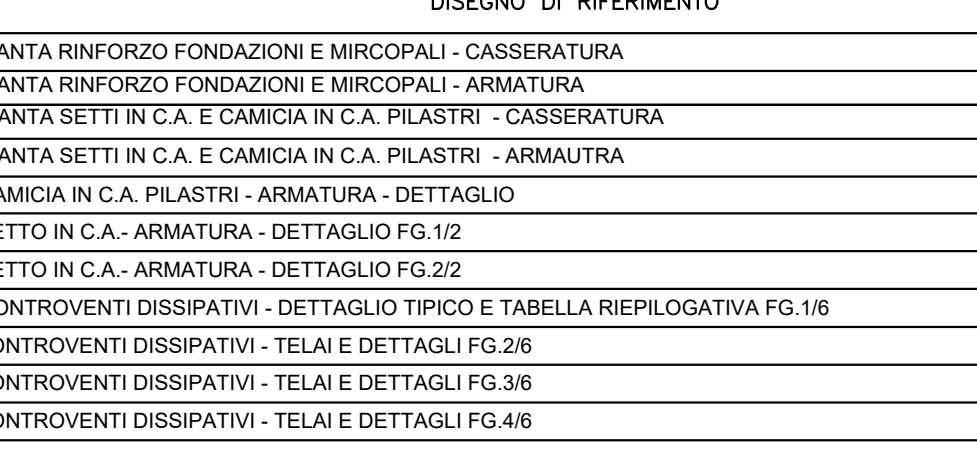 DISEGNO DI RIFERIMENTO
ANTA RINFORZO FONDAZIONI E MIRCOPALI - CASSERATURA
ANTA RINFORZO FONDAZIONI E MIRCOPALI - ARMATURA
ANTA SETTI IN C.A. E CAMICIA IN C.A. PILASTRI - CASSERATURA
ANTA SETTI IN C.A. E CAMICIA IN C.A. PILASTRI - ARMAUTRA
AMICIA IN C.A. PILASTRI - ARMATURA - DETTAGLIO
ETTO IN C.A.- ARMATURA - DETTAGLIO FG.1/2
ETTO IN C.A.- ARMATURA - DETTAGLIO FG.2/2
ONTROVENTI DISSIPATIVI - DETTAGLIO TIPICO E TABELLA RIEPILOGATIVA FG.1/6
ONTROVENTI DISSIPATIVI - TELAI E DETTAGLI FG.2/6
ONTROVENTI DISSIPATIVI - TELAI E DETTAGLI FG.3/6
ONTROVENTI DISSIPATIVI - TELAI E DETTAGLI FG.4/6